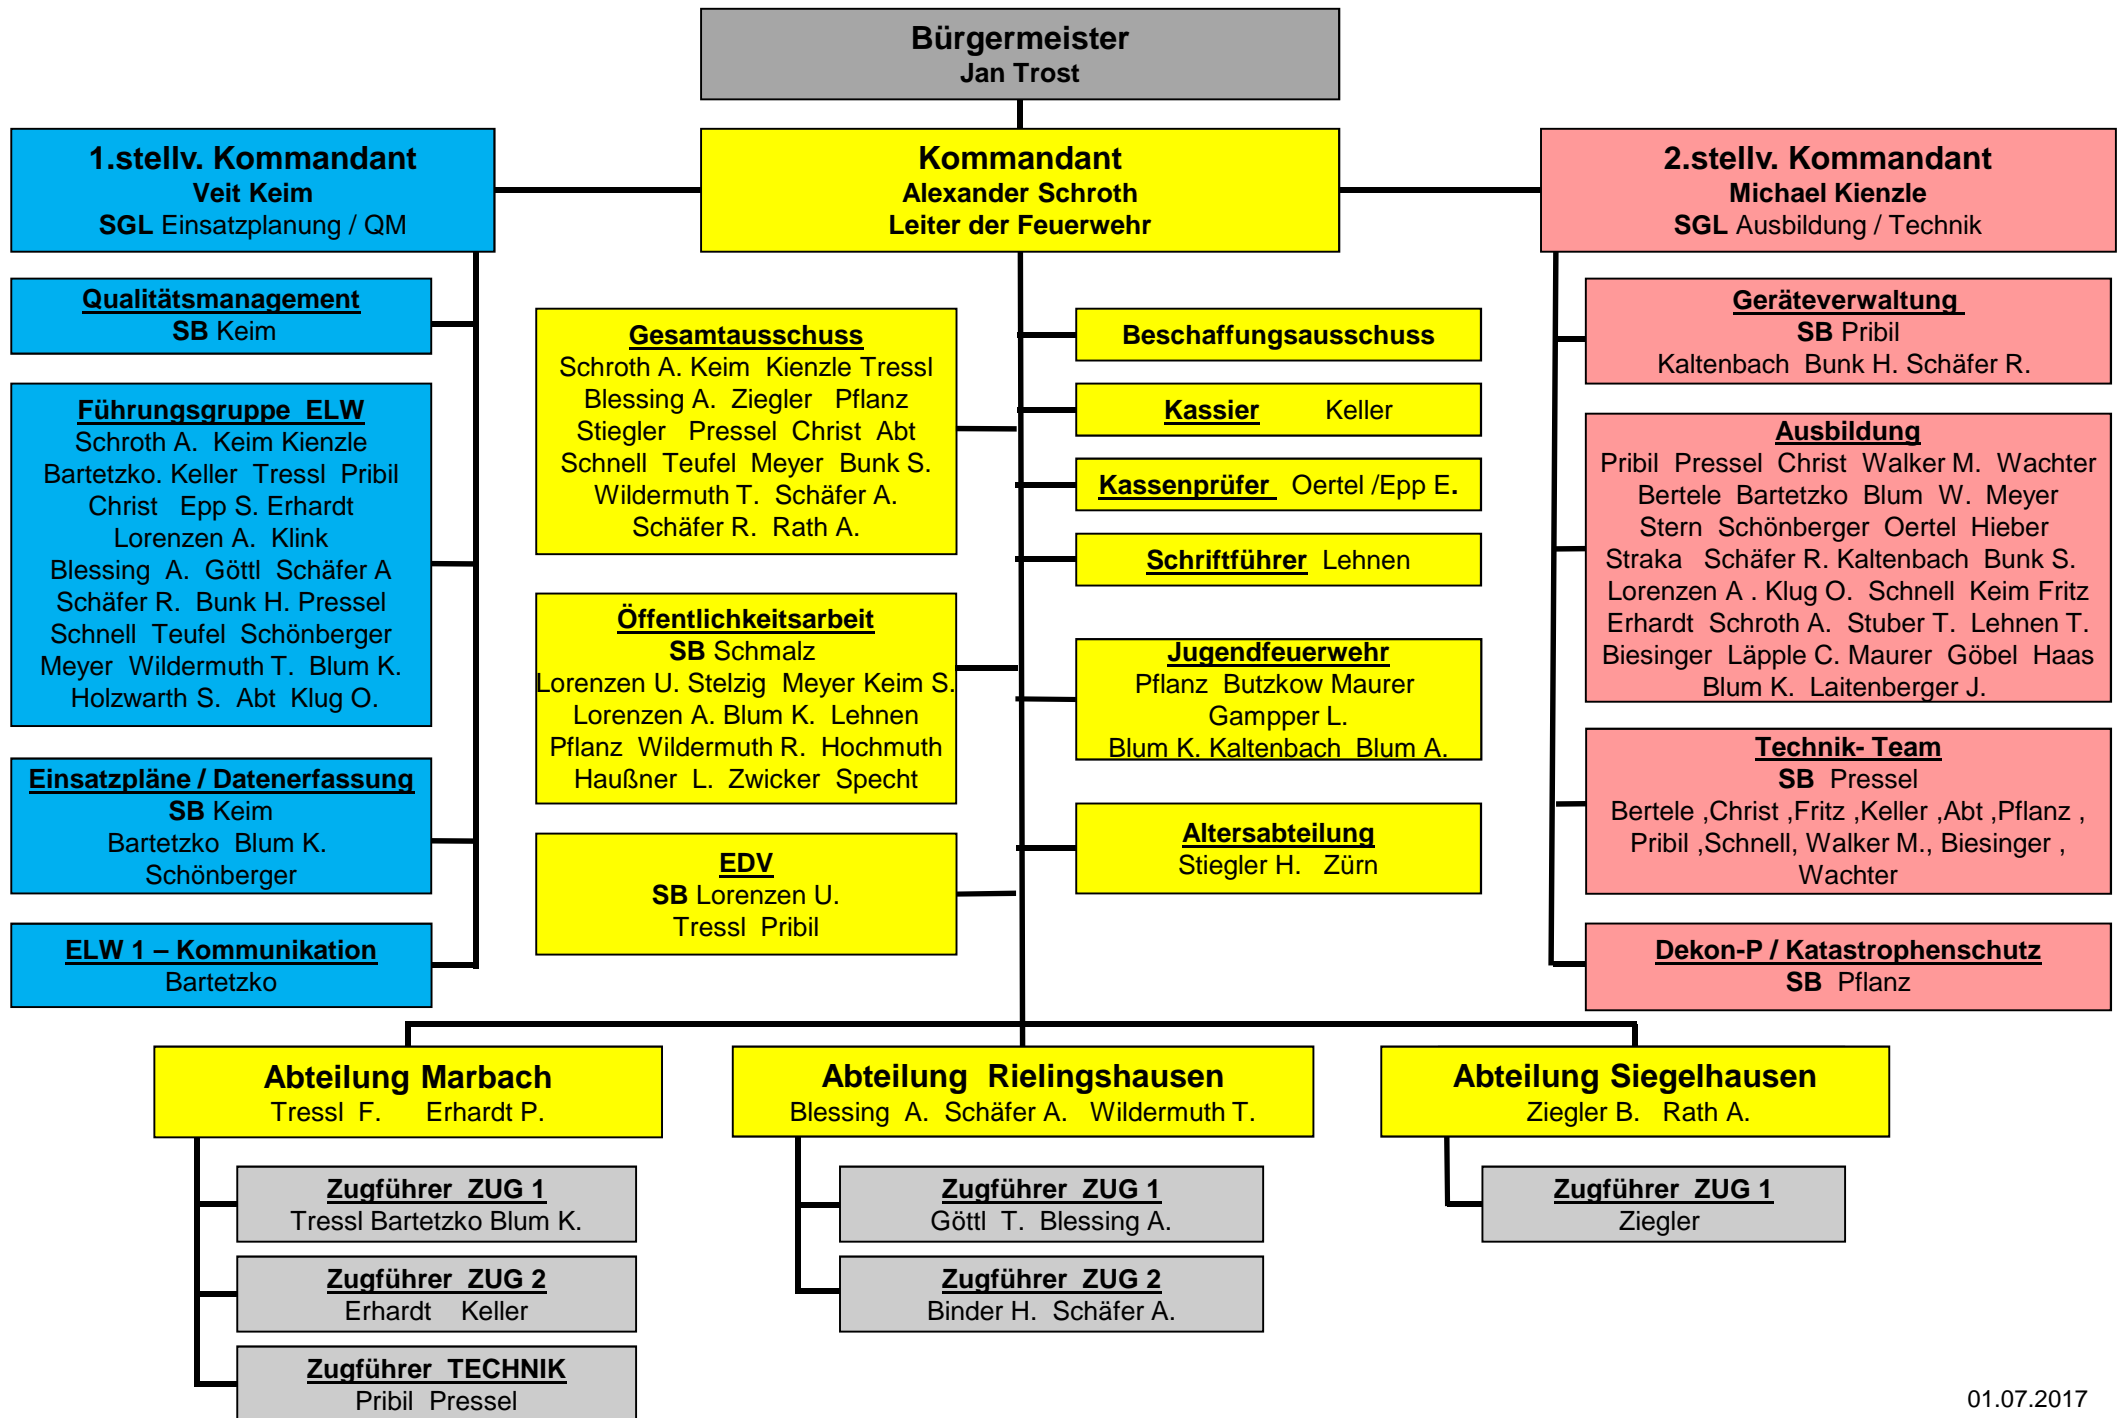 Bürgermeister
Jan Trost
1.stellv. Kommandant
Veit Keim
SGL Einsatzplanung / QM
Kommandant
Alexander Schroth
Leiter der Feuerwehr
2.stellv. Kommandant
Michael Kienzle
SGL Ausbildung / Technik
Qualitätsmanagement
SB Keim
Führungsgruppe ELW
Schroth A. Keim Kienzle
Bartetzko. Keller Tressl Pribil
Christ Epp S. Erhardt
Lorenzen A. Klink
Blessing A. Göttl Schäfer A
Schäfer R. Bunk H. Pressel
Schnell Teufel Schönberger
Meyer Wildermuth T. Blum K.
Holzwarth S. Abt Klug O.
Einsatzpläne / Datenerfassung
SB Keim
Bartetzko Blum K.
Schönberger
ELW 1 – Kommunikation
Bartetzko
Gesamtausschuss
Schroth A. Keim Kienzle Tressl
Blessing A. Ziegler Pflanz
Stiegler Pressel Christ Abt
Schnell Teufel Meyer Bunk S.
Wildermuth T. Schäfer A.
Schäfer R. Rath A.
Öffentlichkeitsarbeit
SB Schmalz
Lorenzen U. Stelzig Meyer Keim S.
Lorenzen A. Blum K. Lehnen
Pflanz Wildermuth R. Hochmuth
Haußner L. Zwicker Specht
EDV
SB Lorenzen U.
Tressl Pribil
Beschaffungsausschuss
Kassier Keller
Kassenprüfer Oertel /Epp E.
Schriftführer Lehnen
Jugendfeuerwehr
Pflanz Butzkow Maurer
Gampper L.
Blum K. Kaltenbach Blum A.
Altersabteilung
Stiegler H. Zürn
Geräteverwaltung
SB Pribil
Kaltenbach Bunk H. Schäfer R.
Ausbildung
Pribil Pressel Christ Walker M. Wachter
Bertele Bartetzko Blum W. Meyer
Stern Schönberger Oertel Hieber
Straka Schäfer R. Kaltenbach Bunk S.
Lorenzen A . Klug O. Schnell Keim Fritz
Erhardt Schroth A. Stuber T. Lehnen T.
Biesinger Läpple C. Maurer Göbel Haas
Blum K. Laitenberger J.
Technik- Team
SB Pressel
Bertele ,Christ ,Fritz ,Keller ,Abt ,Pflanz ,
Pribil ,Schnell, Walker M., Biesinger ,
Wachter
Dekon-P / Katastrophenschutz
SB Pflanz
Abteilung Marbach
Tressl F. Erhardt P.
Zugführer ZUG 1
Tressl Bartetzko Blum K.
Zugführer ZUG 2
Erhardt Keller
Zugführer TECHNIK
Pribil Pressel
Abteilung Rielingshausen
Blessing A. Schäfer A. Wildermuth T.
Zugführer ZUG 1
Göttl T. Blessing A.
Zugführer ZUG 2
Binder H. Schäfer A.
Abteilung Siegelhausen
Ziegler B. Rath A.
Zugführer ZUG 1
Ziegler
01.07.2017